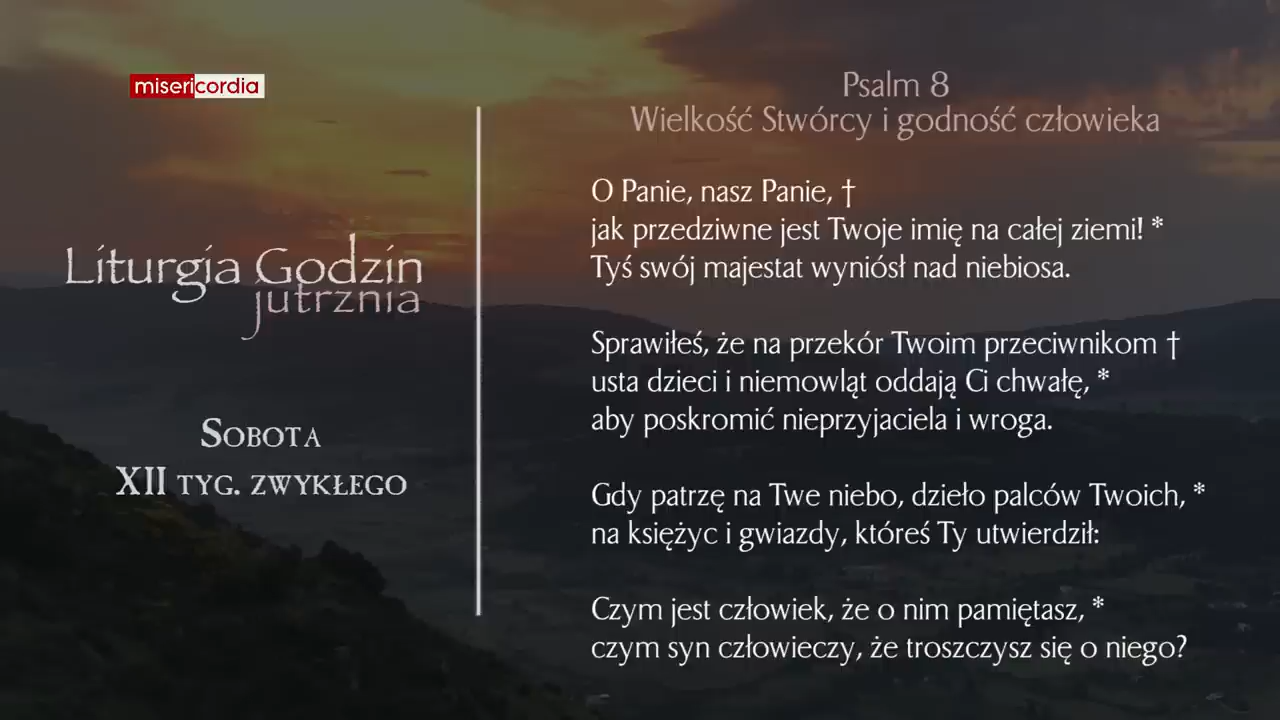 misericordia
Liturgia Godzin
jutrznia
Sobota
XII tyg. zwykłego
Psalm 8
Wielkość Stwórcy i godność człowieka
O Panie, nasz Panie, †
jak przedziwne jest Twoje imię na całej ziemi! *
Tyś swój majestat wyniósł nad niebiosa.
Sprawiłeś, że na przekór Twoim przeciwnikom †
usta dzieci i niemowląt oddają Ci chwałę, *
aby poskromić nieprzyjaciela i wroga.
Gdy patrzę na Twe niebo, dzieło palców Twoich, *
na księżyc i gwiazdy, któreś Ty utwierdził:
Czym jest człowiek, że o nim pamiętasz, *
czym syn człowieczy, że troszczysz się o niego?